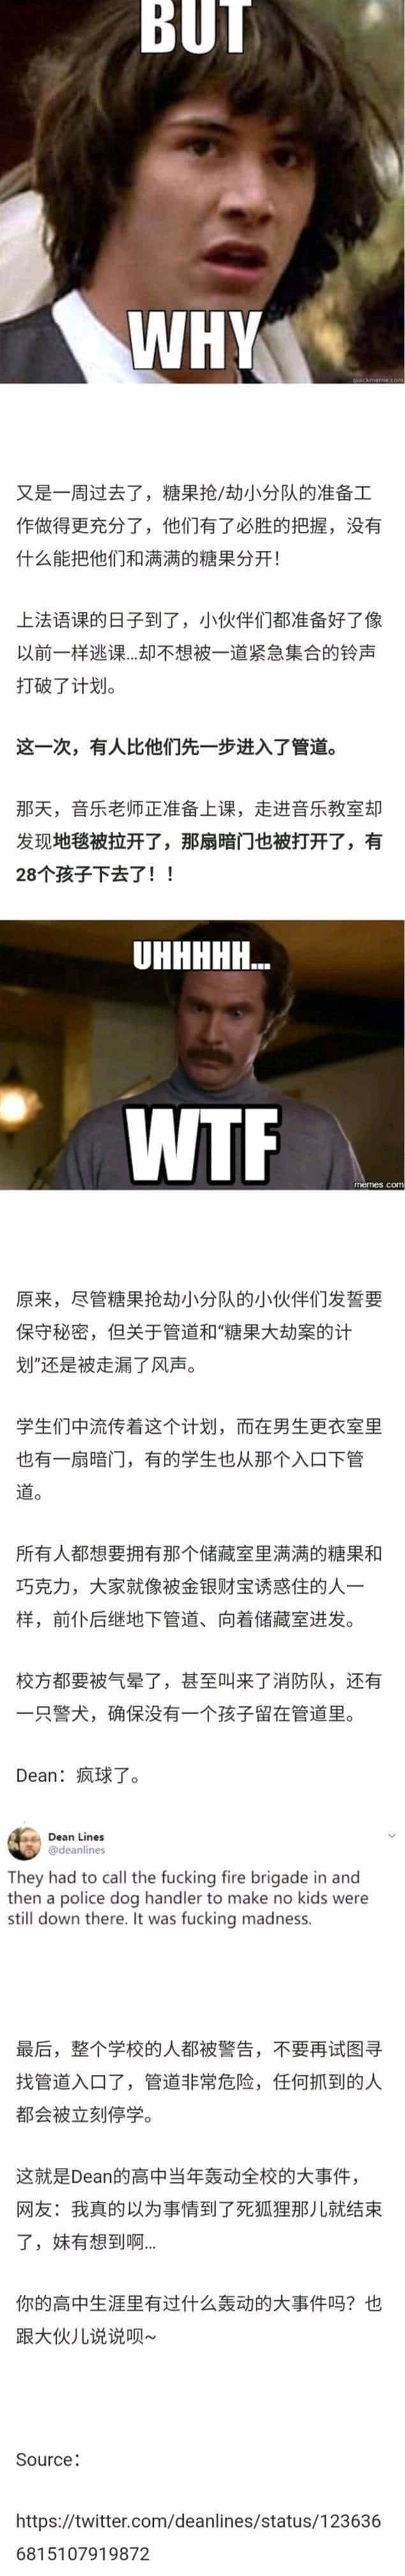 BUT
WHY
quickmeme.com
又是一周过去了，糖果抢/劫小分队的准备工
作做得更充分了，他们有了必胜的把握，没有
什么能把他们和满满的糖果分开！
上法语课的日子到了，小伙伴们都准备好了像
以前一样逃课...却不想被一道紧急集合的铃声
打破了计划。
这一次，有人比他们先一步进入了管道。
那天，音乐老师正准备上课，走进音乐教室却
发现地毯被拉开了，那扇暗门也被打开了，有
28个孩子下去了！！
UHHHHH...
WTF
memes.com
原来，尽管糖果抢劫小分队的小伙伴们发誓要
保守秘密，但关于管道和“糖果大劫案的计
划”还是被走漏了风声。
学生们中流传着这个计划，而在男生更衣室里
也有一扇暗门，有的学生也从那个入口下管
道。
所有人都想要拥有那个储藏室里满满的糖果和
巧克力，大家就像被金银财宝诱惑住的人一
样，前仆后继地下管道、向着储藏室进发。
校方都要被气晕了，甚至叫来了消防队，还有
一只警犬，确保没有一个孩子留在管道里。
Dean：疯球了。
Dean Lines
@deanlines
They had to call the fucking fire brigade in and
then a police dog handler to make no kids were
still down there. It was fucking madness.
最后，整个学校的人都被警告，不要再试图寻
找管道入口了，管道非常危险，任何抓到的人
都会被立刻停学。
这就是Dean的高中当年轰动全校的大事件，
网友：我真的以为事情到了死狐狸那儿就结束
了，妹有想到啊...
你的高中生涯里有过什么轰动的大事件吗？也
跟大伙儿说说呗~
Source：
https://twitter.com/deanlines/status/123636
6815107919872